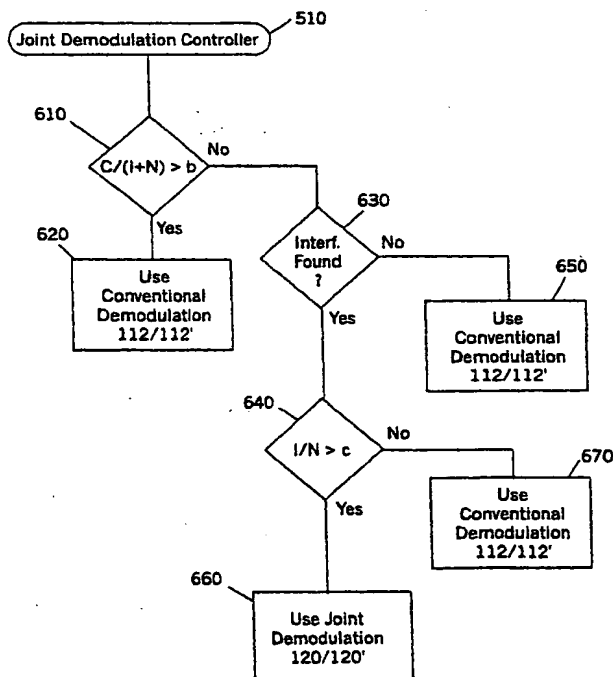 510
Joint Demodulation Controller
610
C/(I+N) > b
No
Yes
630
Interf.
Found
?
No
Yes
620
Use
Conventional
Demodulation
112/112'
650
Use
Conventional
Demodulation
112/112'
640
I/N > c
No
Yes
670
Use
Conventional
Demodulation
112/112'
660
Use Joint
Demodulation
120/120'